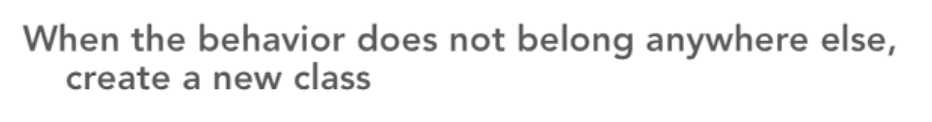 When the behavior does not belong anywhere else,
create a new class